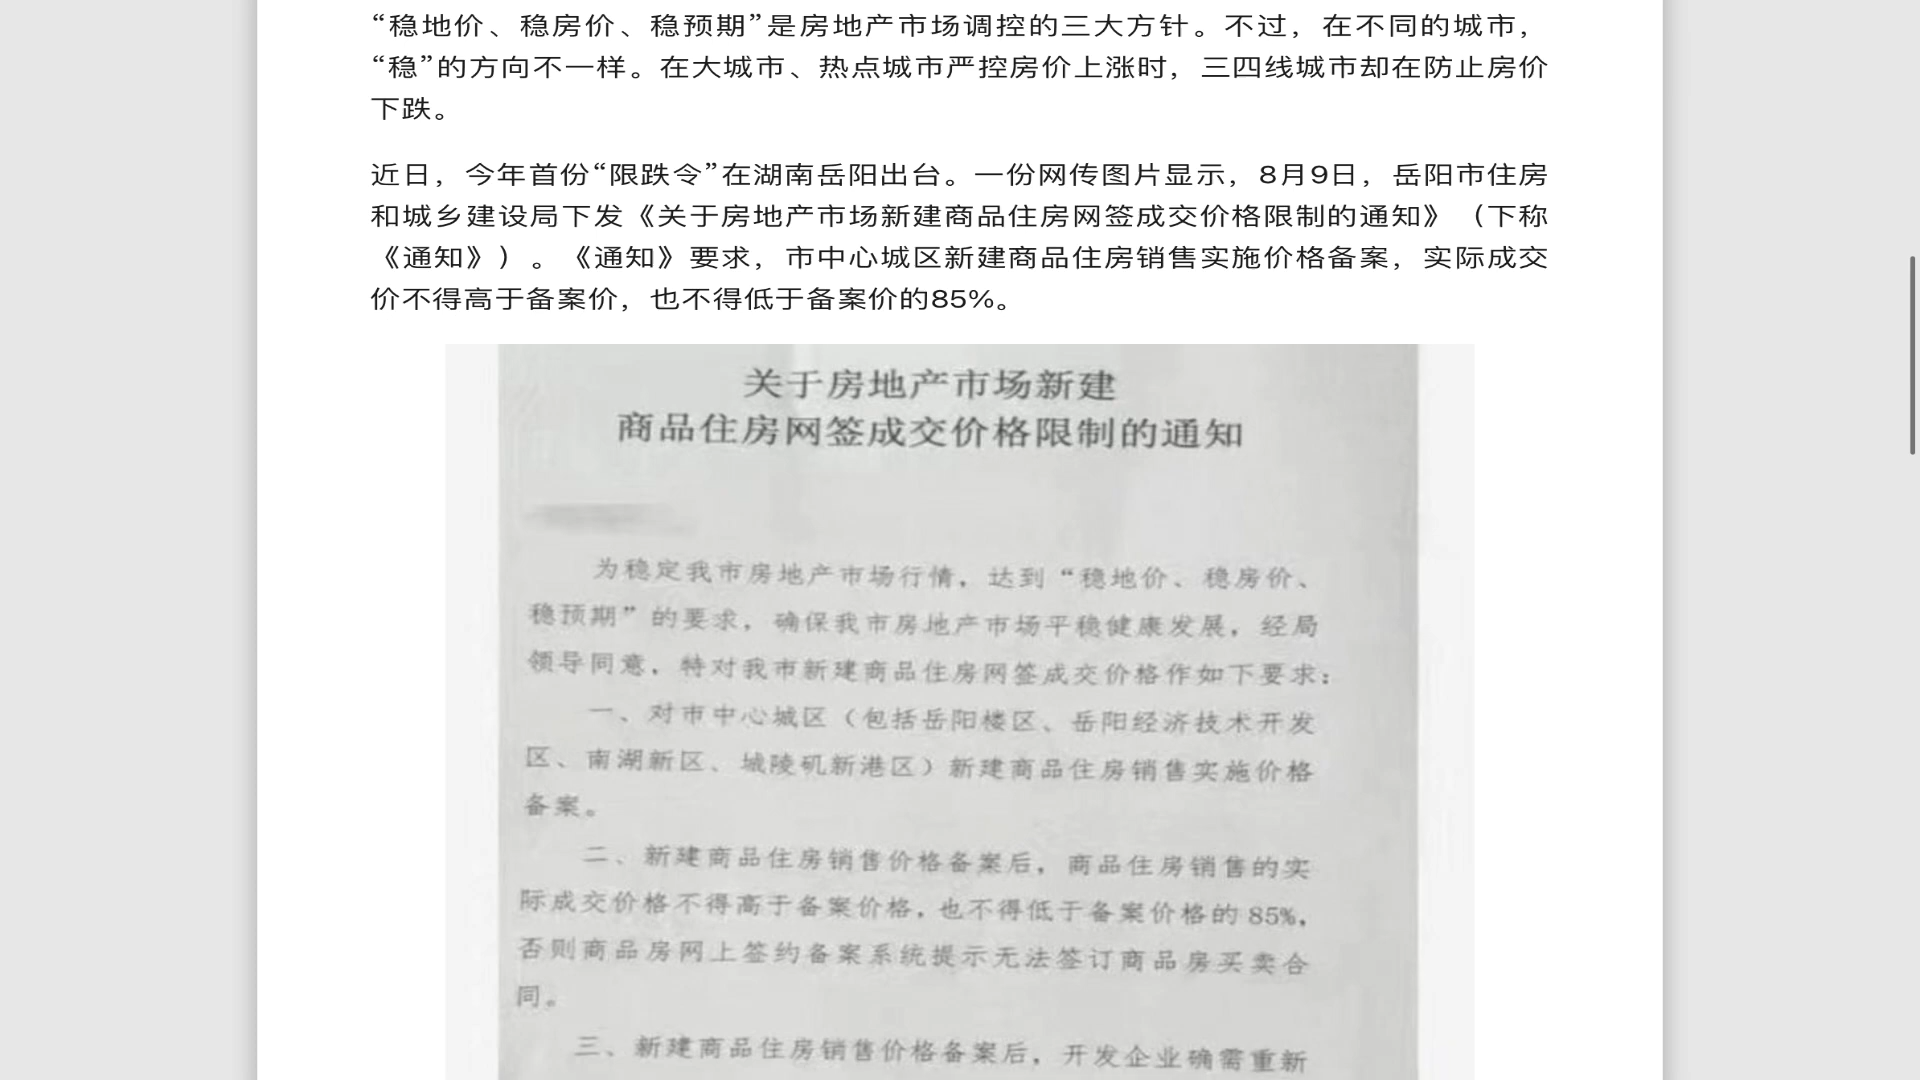 “稳地价、稳房价、稳预期”是房地产市场调控的三大方针。不过，在不同的城市，
“稳”的方向不一样。在大城市、热点城市严控房价上涨时，三四线城市却在防止房价
下跌。
近日，今年首份“限跌令”在湖南岳阳出台。一份网传图片显示，8月9日，岳阳市住房
和城乡建设局下发《关于房地产市场新建商品住房网签成交价格限制的通知》（下称
《通知》）。《通知》要求，市中心城区新建商品住房销售实施价格备案，实际成交
价不得高于备案价，也不得低于备案价的85%。
关于房地产市场新建
商品住房网签成交价格限制的通知
为稳定我市房地产市场行情，达到“稳地价、稳房价、
稳预期”的要求，确保我市房地产市场平稳健康发展，经局
领导同意，特对我市新建商品住房网签成交价格作如下要求：
一、对市中心城区（包括岳阳楼区、岳阳经济技术开发
区、南湖新区、城陵矶新港区）新建商品住房销售实施价格
备案。
二、新建商品住房销售价格备案后，商品住房销售的实
际成交价格不得高于备案价格，也不得低于备案价格的 85%，
否则商品房网上签约备案系统提示无法签订商品房买卖合
同。
三、新建商品住房销售价格备案后，开发企业确需重新